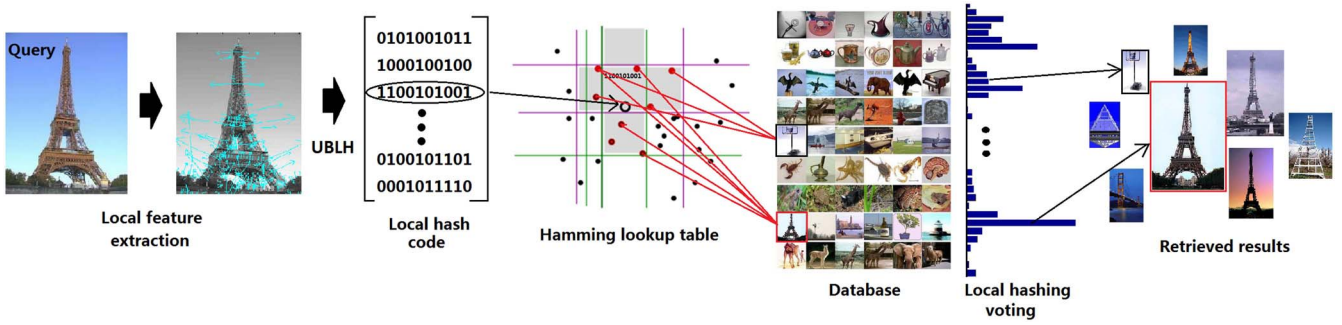 Query
Local feature
extraction
UBLH
0101001011
1000100100
1100101001
0100101101
0001011110
Local hash
code
1100101001
Hamming lookup table
Database
Local hashing
voting
Retrieved results